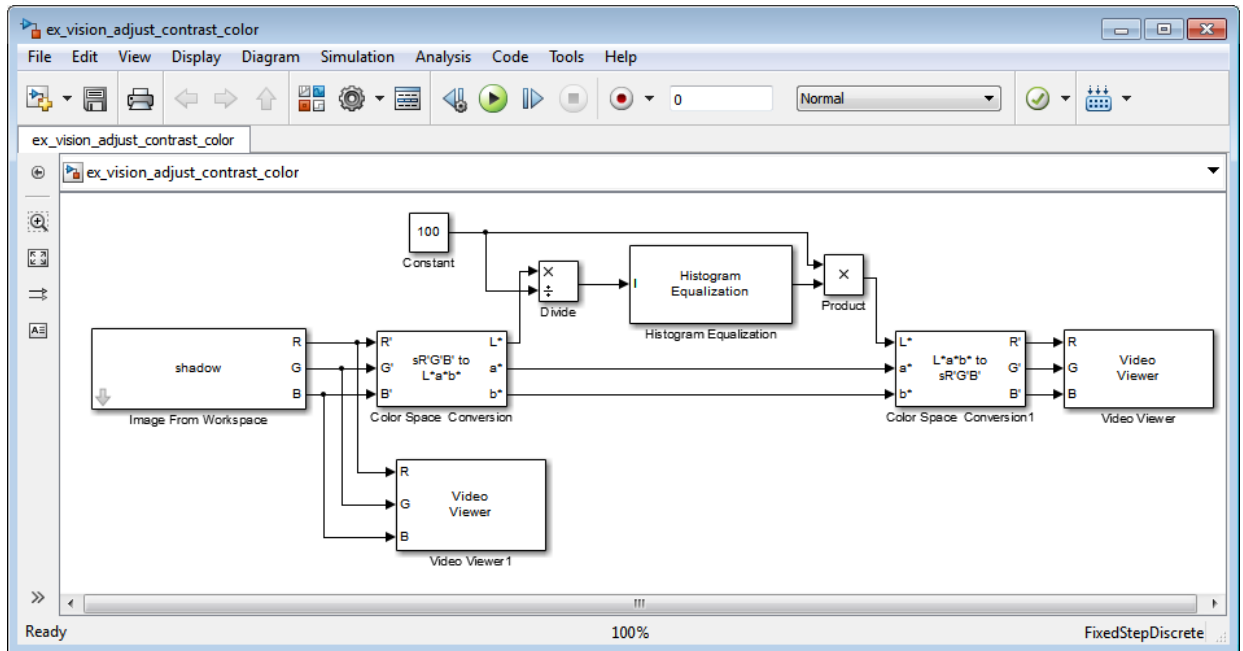 ex_vision_adjust_contrast_color
File Edit View Display Diagram Simulation Analysis Code Tools Help
0 Normal
ex_vision_adjust_contrast_color
ex_vision_adjust_contrast_color
100
Constant
×
÷
Divide
I
Histogram
Equalization
Histogram Equalization
×
Product
shadow
R
G
B
Image From Workspace
R'
G'
B'
sR'G'B' to
L*a*b*
L*
a*
b*
Color Space Conversion
L*
a*
b*
L*a*b* to
sR'G'B'
R'
G'
B'
Color Space Conversion1
R
G
B
Video
Viewer
Video Viewer
R
G
B
Video
Viewer
Video Viewer1
Ready 100% FixedStepDiscrete